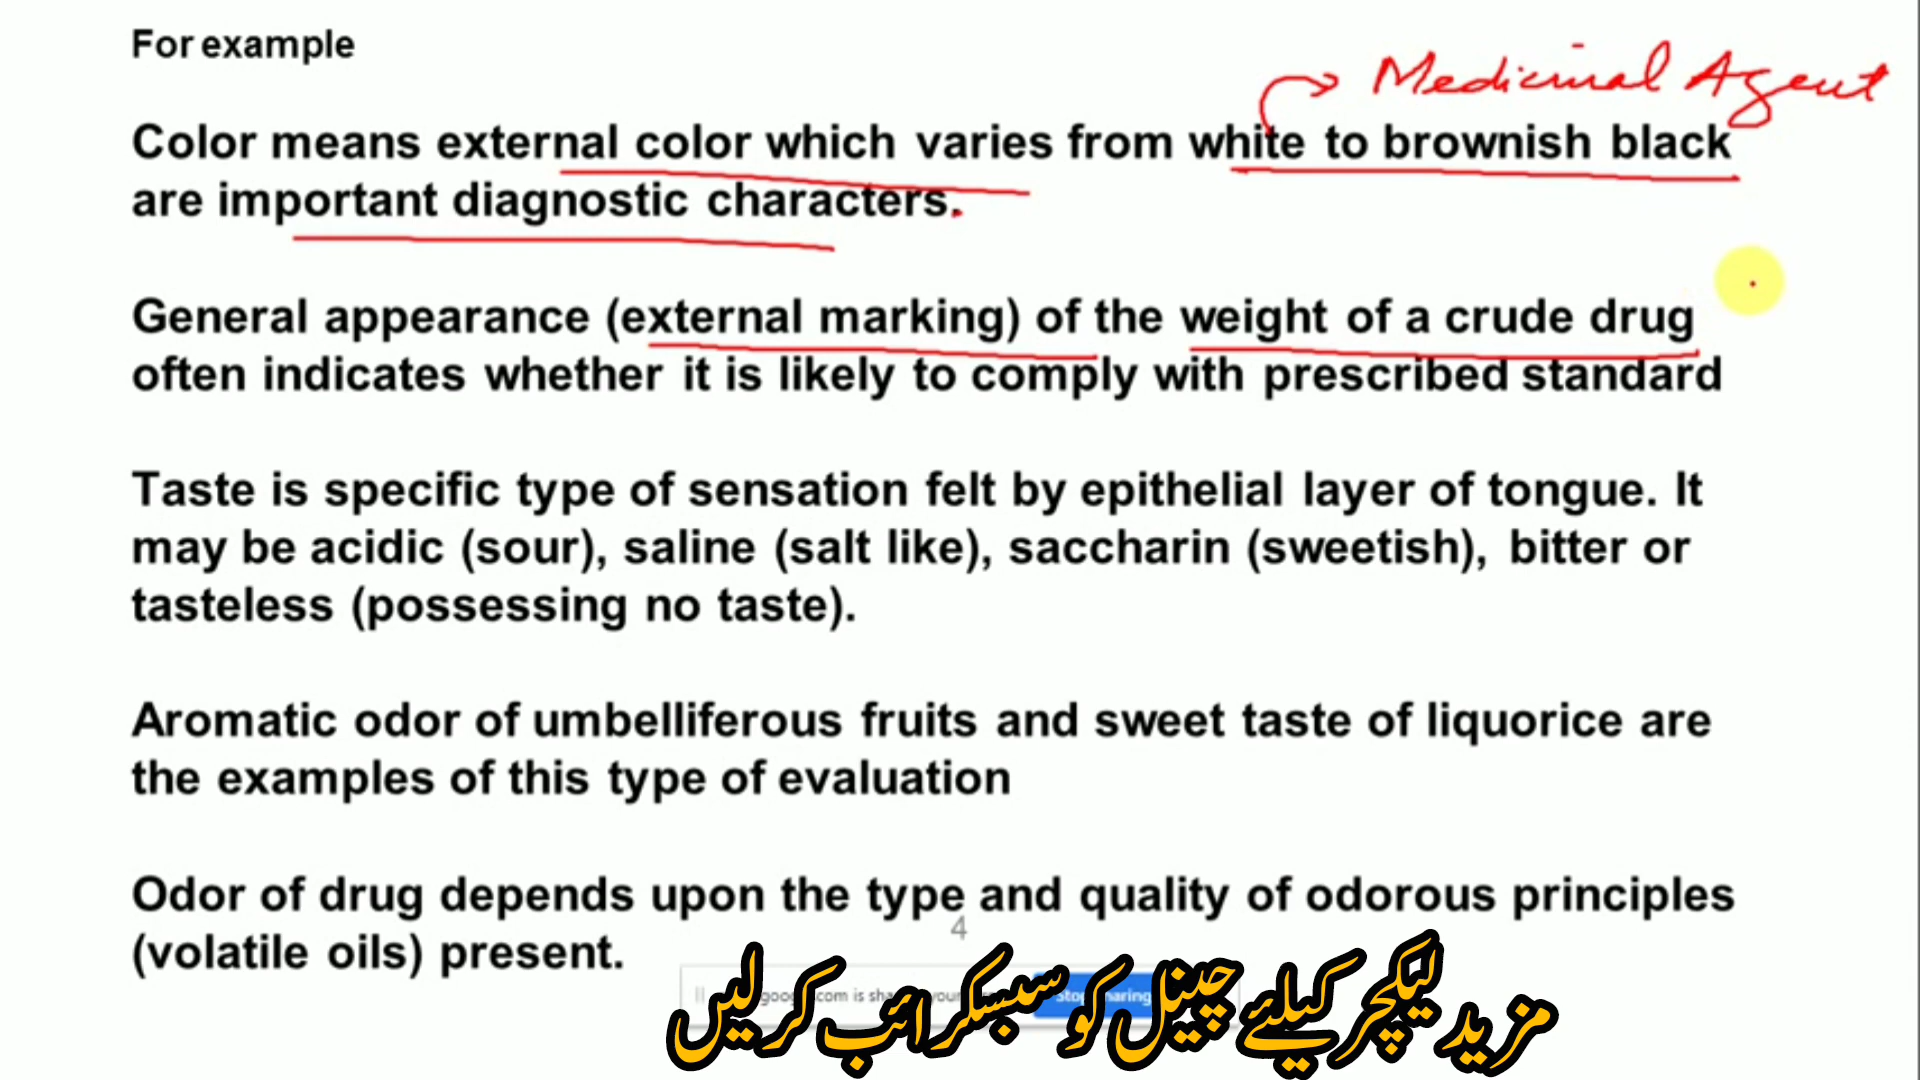 For example
Medicinal Agent
Color means external color which varies from white to brownish black
are important diagnostic characters.
General appearance (external marking) of the weight of a crude drug
often indicates whether it is likely to comply with prescribed standard
Taste is specific type of sensation felt by epithelial layer of tongue. It
may be acidic (sour), saline (salt like), saccharin (sweetish), bitter or
tasteless (possessing no taste).
Aromatic odor of umbelliferous fruits and sweet taste of liquorice are
the examples of this type of evaluation
Odor of drug depends upon the type and quality of odorous principles
(volatile oils) present.
4
مزید لیکچر کیلئے چینل کو سبسکرائب کر لیں